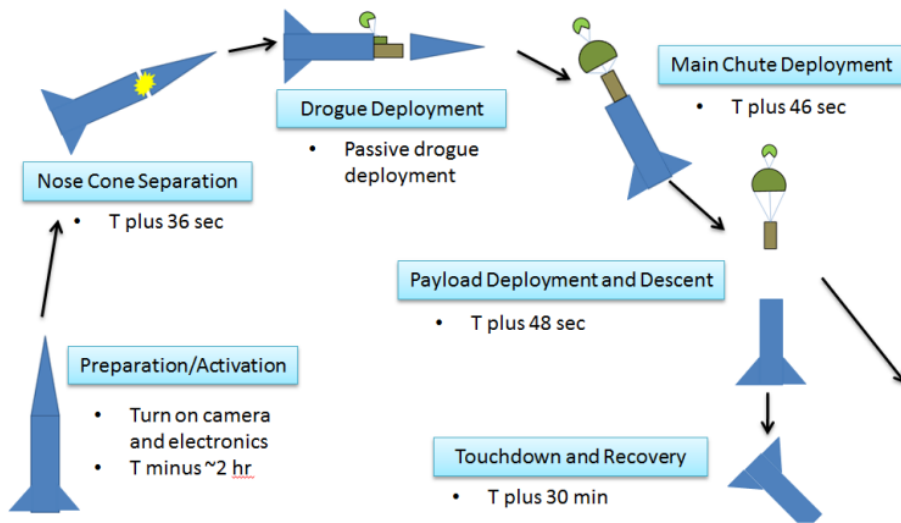 Preparation/Activation
• Turn on camera
and electronics
• T minus ~2 hr
Nose Cone Separation
• T plus 36 sec
Drogue Deployment
• Passive drogue
deployment
Main Chute Deployment
• T plus 46 sec
Payload Deployment and Descent
• T plus 48 sec
Touchdown and Recovery
• T plus 30 min